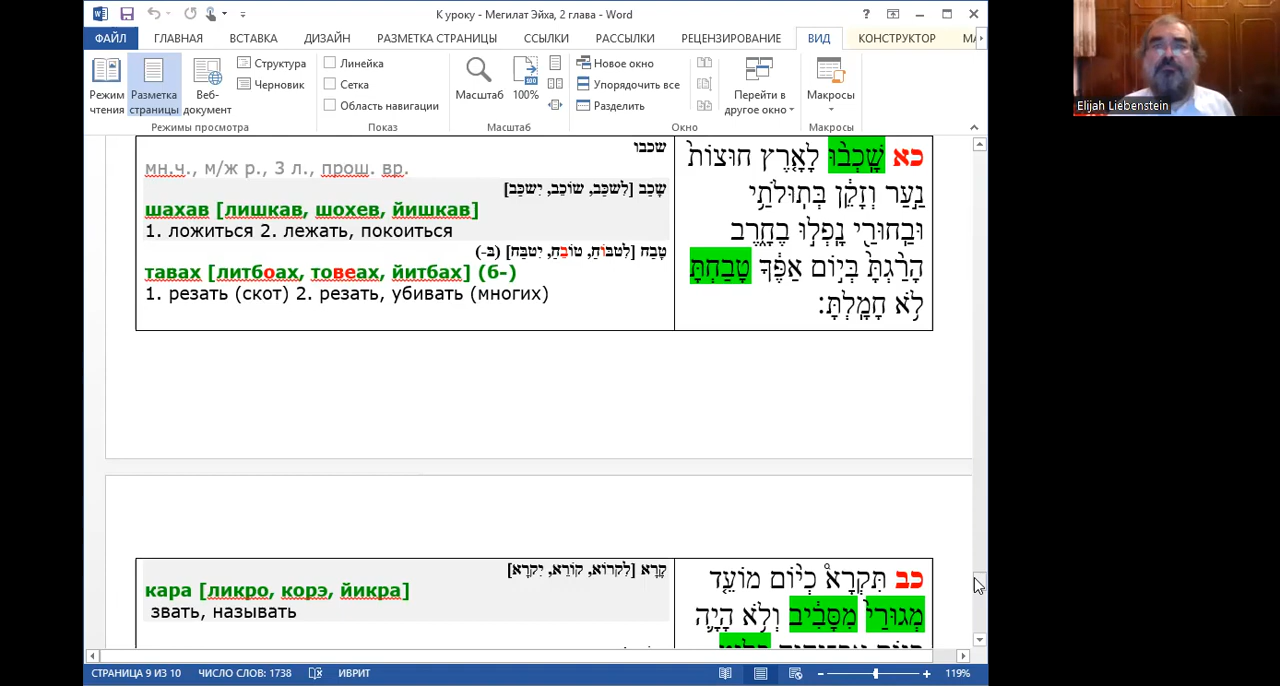 К уроку - Мегилат Эйха, 2 глава - Word
ФАЙЛ ГЛАВНАЯ ВСТАВКА ДИЗАЙН РАЗМЕТКА СТРАНИЦЫ ССЫЛКИ РАССЫЛКИ РЕЦЕНЗИРОВАНИЕ ВИД КОНСТРУКТОР
Режим чтения
Разметка страницы
Веб-документ
Структура
Черновик
Режимы просмотра
Линейка
Сетка
Область навигации
Показ
Масштаб
100%
Масштаб
Новое окно
Упорядочить все
Разделить
Перейти в другое окно
Окно
Макросы
Макросы
Elijah Liebenstein
שכבו
мн.ч., м/ж р., 3 л., прош. вр.
שָׁכַב [לִשׁכַּב, שׁוֹכֵב, יִשׁכַּב]
шахав [лишкав, шохев, йишкав]
1. ложиться 2. лежать, покоиться
טָבַח [לִטבּוֹחַ, טוֹבֵחַ, יִטבַּח] (בּ-)
тавах [литбоах, товеах, йитбах] (б-)
1. резать (скот) 2. резать, убивать (многих)
כא שָׁכְב֨וּ לָאָ֤רֶץ חוּצוֹת֙
נַ֣עַר וְזָקֵ֔ן בְּתוּלֹתַ֥י
וּבַחוּרַ֖י נָפְל֣וּ בֶחָ֑רֶב
הָרַ֙גְתָּ֙ בְּי֣וֹם אַפֶּ֔ךָ טָבַ֖חְתָּ
לֹ֥א חָמָֽלְתָּ׃
קָרָא [לִקרוֹא, קוֹרֵא, יִקרָא]
кара [ликро, корэ, йикра]
звать, называть
כב תִּקְרָא֩ כְי֨וֹם מוֹעֵ֤ד
מְגוּרַי֙ מִסָּבִ֔יב וְלֹ֥א הָיָ֛ה
СТРАНИЦА 9 ИЗ 10 ЧИСЛО СЛОВ: 1738 ИВРИТ 119%